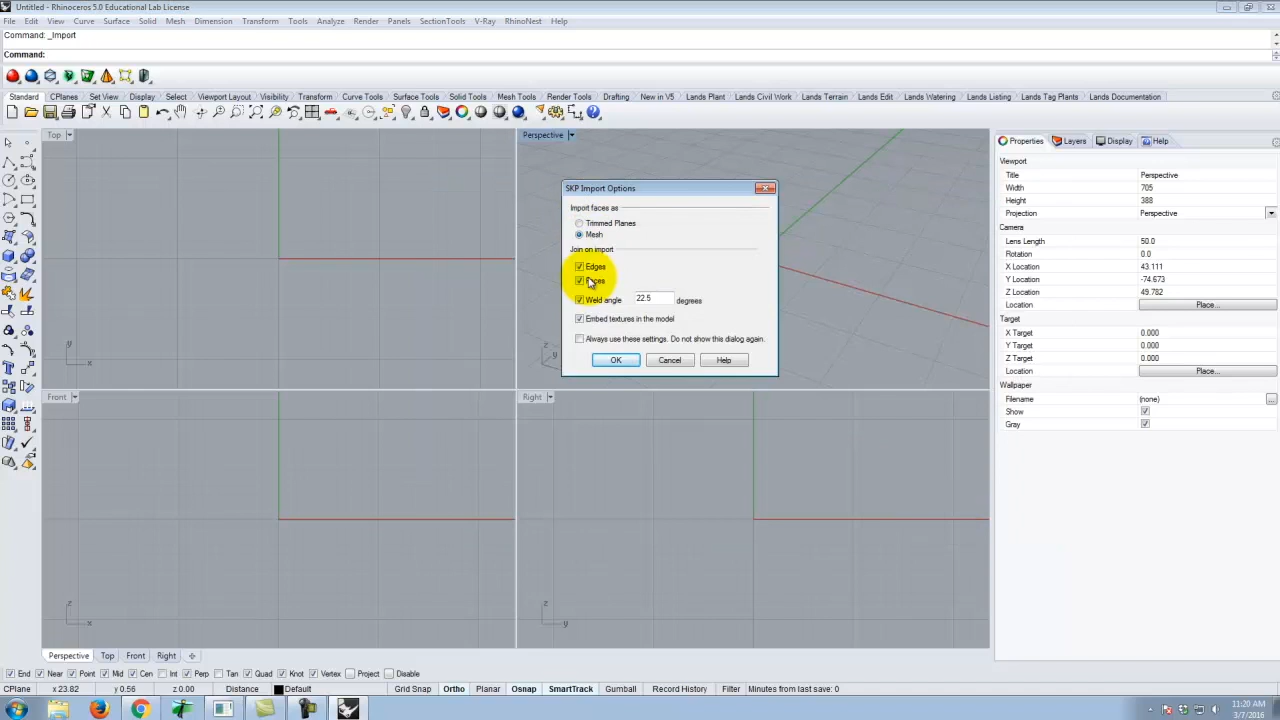 Untitled - Rhinoceros 5.0 Educational Lab License
File Edit View Curve Surface Solid Mesh Dimension Transform Tools Analyze Render Panels SectionTools V-Ray RhinoNest Help
Command: _Import
Command:
Standard CPlanes Set View Display Select Viewport Layout Visibility Transform Curve Tools Surface Tools Solid Tools Mesh Tools Render Tools Drafting New in V5 Lands Plant Lands Civil Work Lands Terrain Lands Edit Lands Watering Lands Listing Lands Tag Plants Lands Documentation
Top
Perspective
Properties Layers Display Help
Viewport
Title Perspective
Width 705
Height 388
Projection Perspective
Camera
Lens Length 50.0
Rotation 0.0
X Location 43.111
Y Location -74.673
Z Location 49.782
Location Place...
Target
X Target 0.000
Y Target 0.000
Z Target 0.000
Location Place...
Wallpaper
Filename (none) ...
Show
Gray
SKP Import Options
Import faces as
Trimmed Planes
Mesh
Join on import
Edges
Weld angle 22.5 degrees
Embed textures in the model
Always use these settings. Do not show this dialog again.
OK Cancel Help
y
x
z
y
Front
Right
z
x
z
y
Perspective Top Front Right
End Near Point Mid Cen Int Perp Tan Quad Knot Vertex Project Disable
CPlane x 23.82 y 0.56 z 0.00 Distance Default Grid Snap Ortho Planar Osnap SmartTrack Gumball Record History Filter Minutes from last save: 0
11:20 AM
3/7/2016